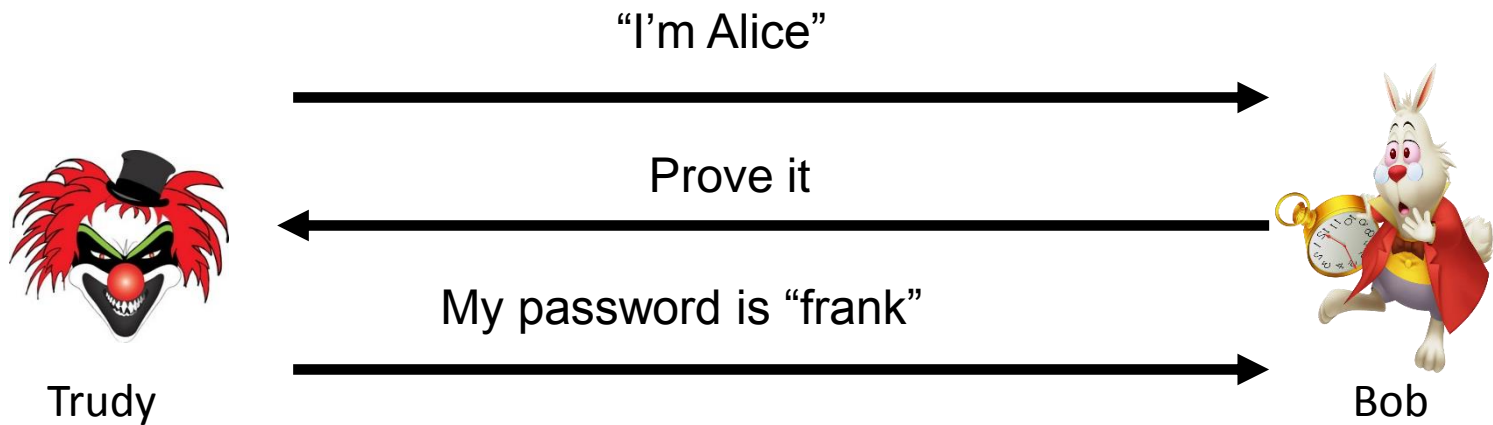 “I’m Alice”
Prove it
My password is “frank”
Trudy
Bob